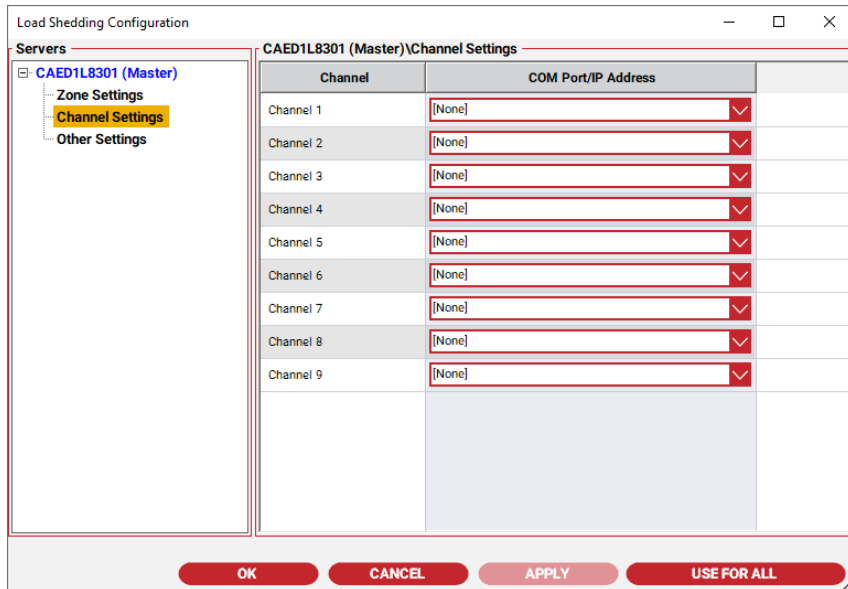 Load Shedding Configuration
Servers
CAED1L8301 (Master)
Zone Settings
Channel Settings
Other Settings
CAED1L8301 (Master)\Channel Settings
Channel COM Port/IP Address
Channel 1 [None]
Channel 2 [None]
Channel 3 [None]
Channel 4 [None]
Channel 5 [None]
Channel 6 [None]
Channel 7 [None]
Channel 8 [None]
Channel 9 [None]
OK CANCEL APPLY USE FOR ALL